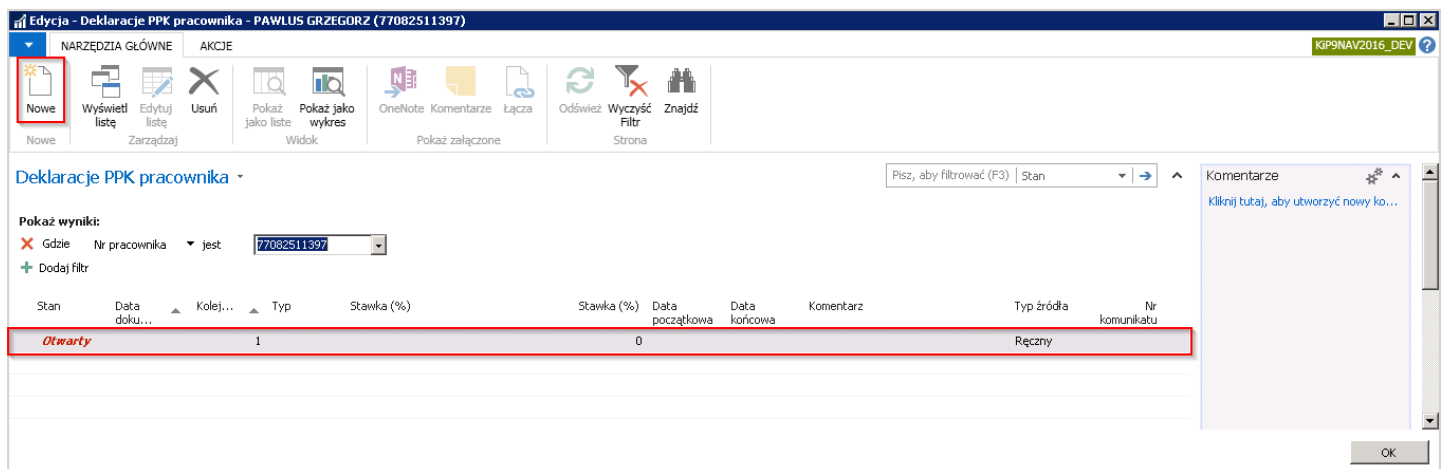 Edycja - Deklaracje PPK pracownika - PAWLUS GRZEGORZ (77082511397)
NARZĘDZIA GŁÓWNE AKCJE KiP9NAV2016_DEV
Nowe
Wyświetl listę
Edytuj listę
Usuń
Pokaż jako liste
Pokaż jako wykres
OneNote
Komentarze
Łącza
Odśwież
Wyczyść Filtr
Znajdź
Nowe Zarządzaj Widok Pokaż załączone Strona
Deklaracje PPK pracownika
Pisz, aby filtrować (F3) Stan
Komentarze
Kliknij tutaj, aby utworzyć nowy ko...
Pokaż wyniki:
Gdzie Nr pracownika jest 77082511397
Dodaj filtr
Stan Data doku... Kolej... Typ Stawka (%) Stawka (%) Data początkowa Data końcowa Komentarz Typ źródła Nr komunikatu
Otwarty 1 0 Ręczny
OK